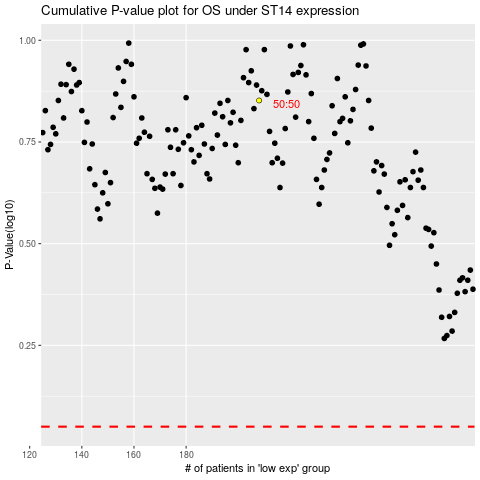 Cumulative P-value plot for OS under ST14 expression
P-Value(log10)
1.00
0.75
0.50
0.25
50:50
120 140 160 180
# of patients in 'low exp' group